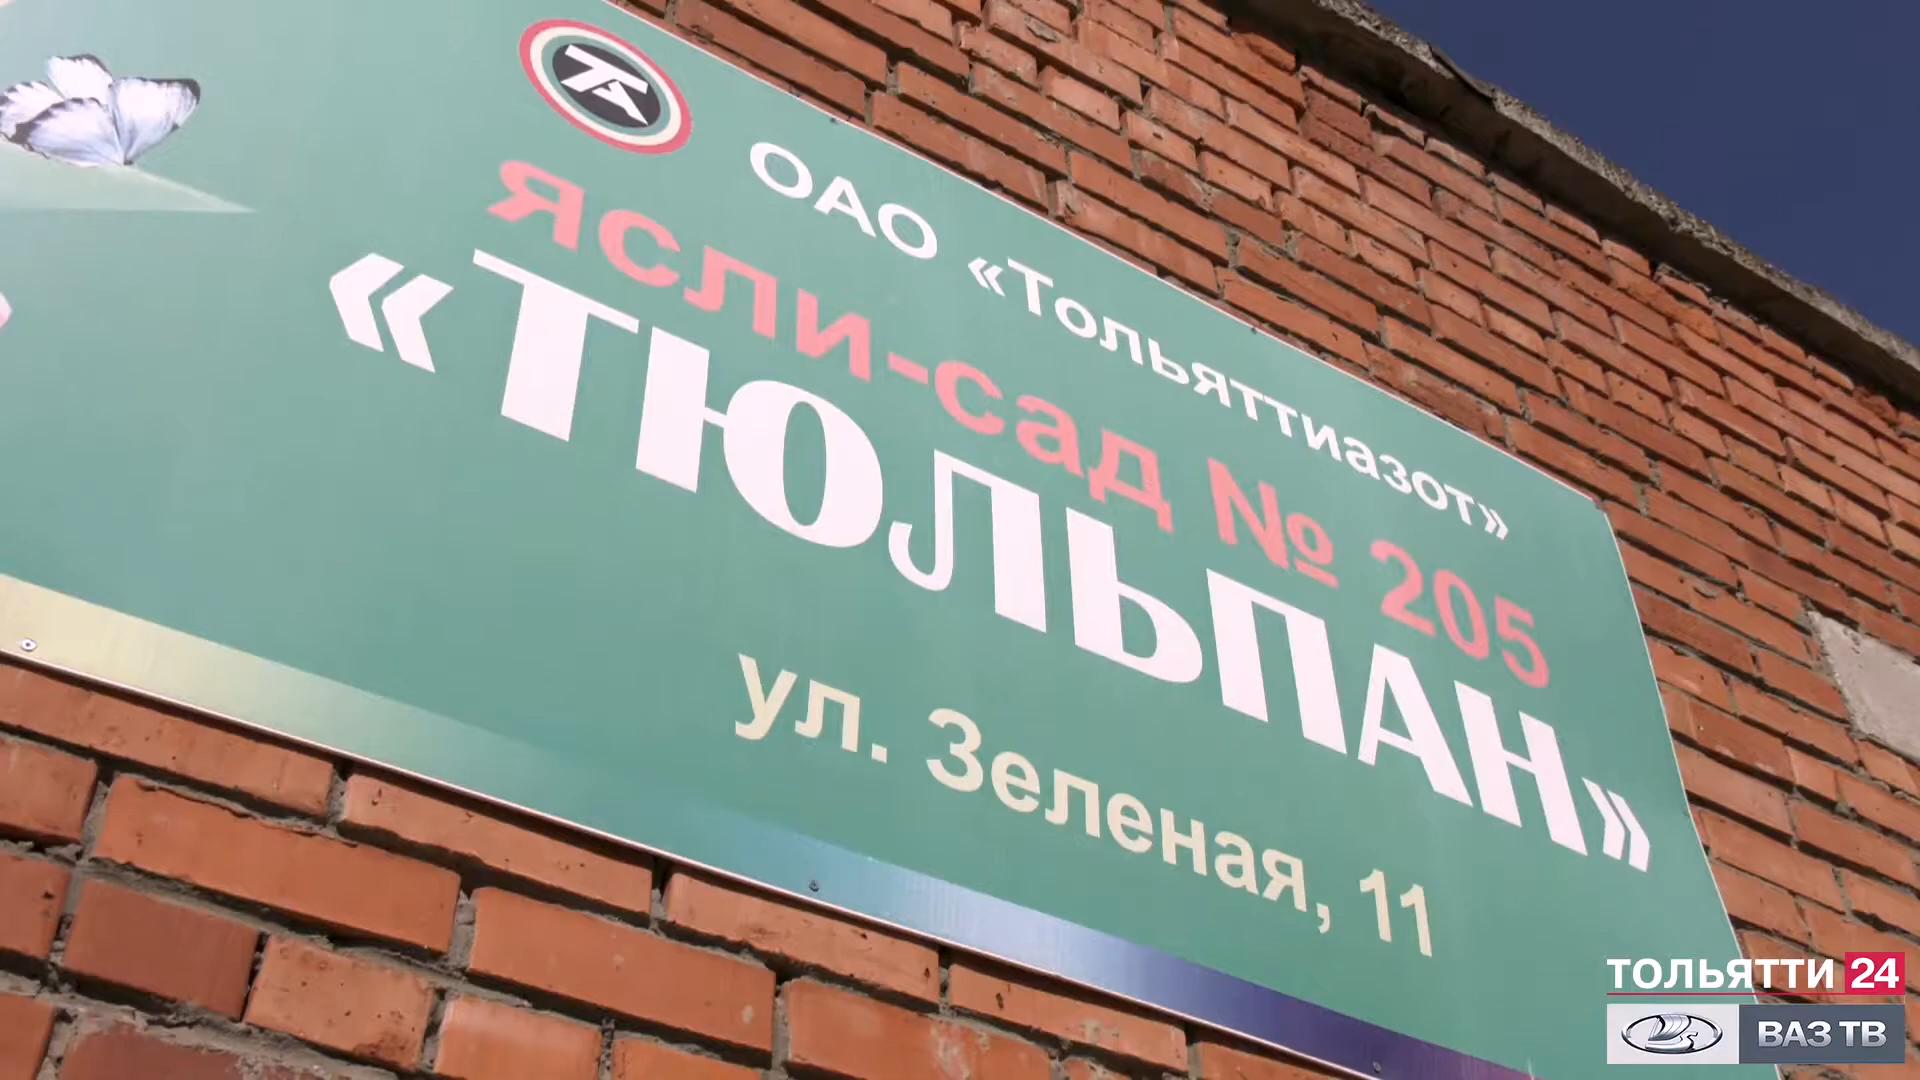 ОАО «Тольяттиазот»
ясли-сад № 205
«ТЮЛЬПАН»
ул. Зеленая, 11
ТОЛЬЯТТИ 24
ВАЗ ТВ